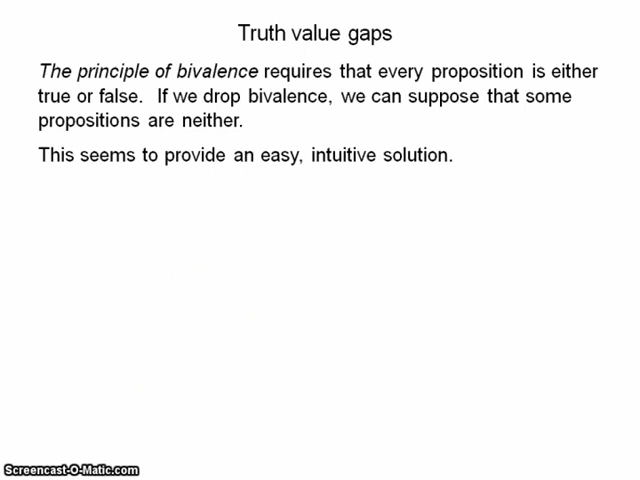 Truth value gaps
The principle of bivalence requires that every proposition is either
true or false.  If we drop bivalence, we can suppose that some
propositions are neither.
This seems to provide an easy, intuitive solution.
Screencast-O-Matic.com